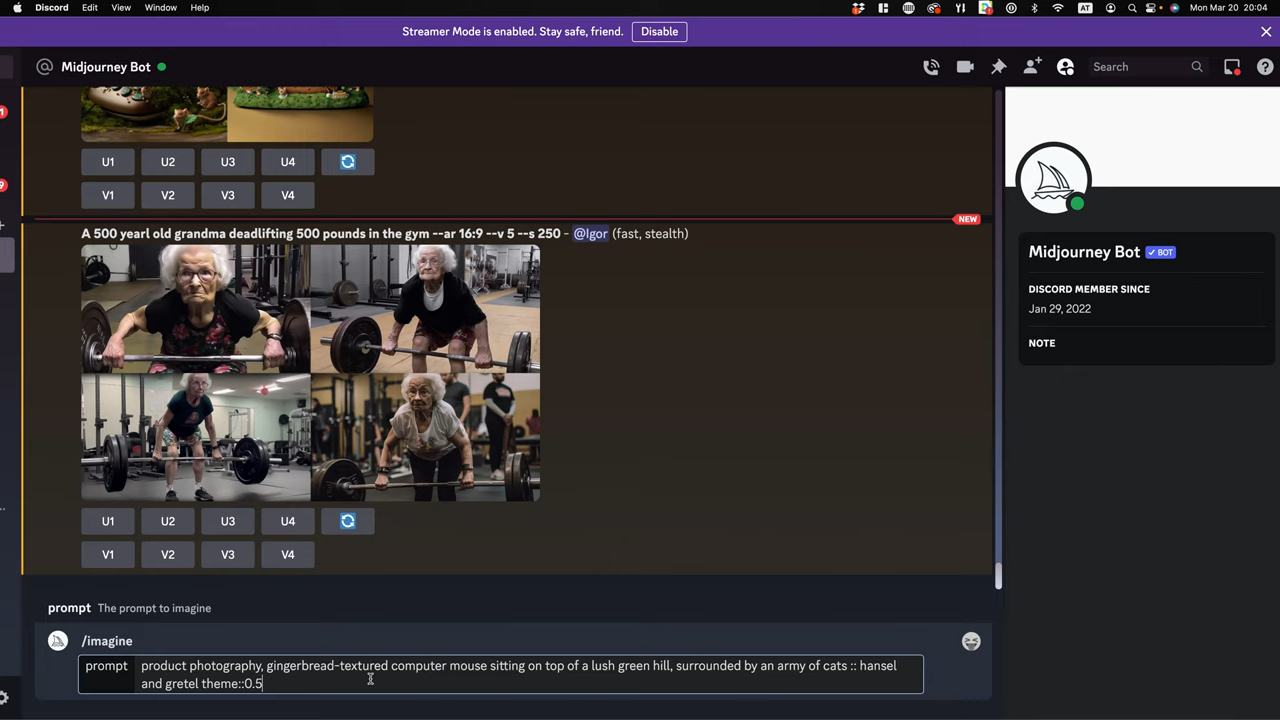 Discord Edit View Window Help
AT Mon Mar 20 20:04
Streamer Mode is enabled. Stay safe, friend. Disable
@ Midjourney Bot
Search
U1 U2 U3 U4
V1 V2 V3 V4
1
9
NEW
A 500 yearl old grandma deadlifting 500 pounds in the gym --ar 16:9 --v 5 --s 250 - @Igor (fast, stealth)
Midjourney Bot BOT
DISCORD MEMBER SINCE
Jan 29, 2022
NOTE
U1 U2 U3 U4
V1 V2 V3 V4
prompt The prompt to imagine
/imagine
prompt product photography, gingerbread-textured computer mouse sitting on top of a lush green hill, surrounded by an army of cats :: hansel
and gretel theme::0.5